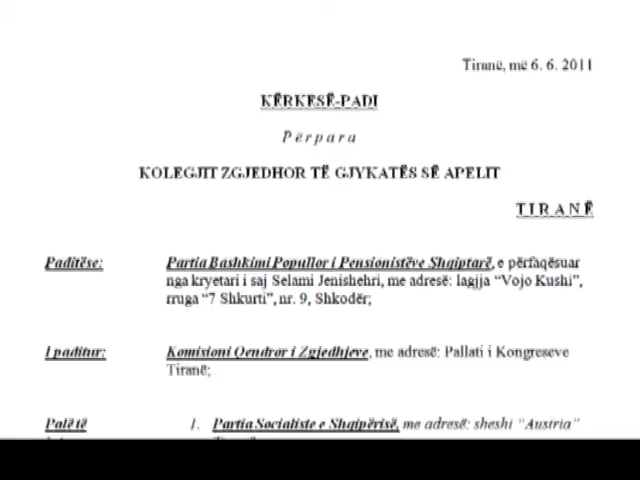 Tiranë, më 6. 6. 2011
KËRKESË-PADI
Përpara
KOLEGJIT ZGJEDHOR TË GJYKATËS SË APELIT
TIRANË
Paditëse: Partia Bashkimi Popullor i Pensionistëve Shqiptarë, e përfaqësuar
nga kryetari i saj Selami Jenishehri, me adresë: lagjja “Vojo Kushi”,
rruga “7 Shkurti”, nr. 9, Shkodër;
I paditur: Komisioni Qendror i Zgjedhjeve, me adresë: Pallati i Kongreseve
Tiranë;
Palë të 1. Partia Socialiste e Shqipërisë, me adresë: sheshi “Austria”